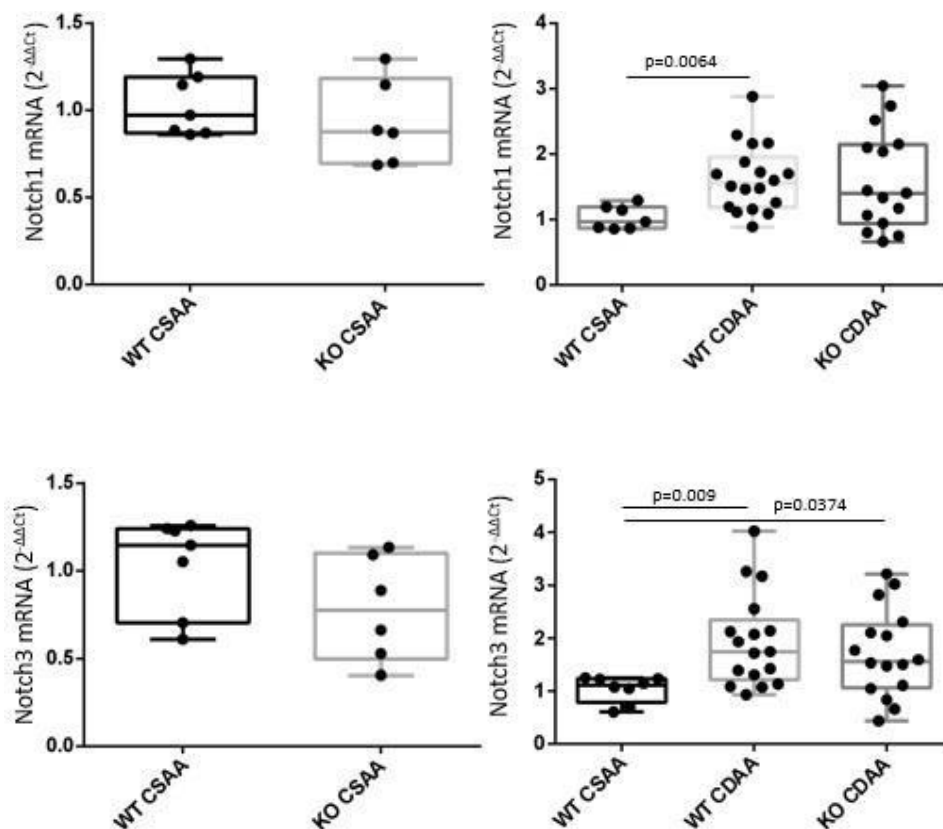 Notch1 mRNA (2-ΔΔCt)
1.5
1.0
0.5
0.0
WT CSAA
KO CSAA
Notch1 mRNA (2-ΔΔCt)
4
3
2
1
0
p=0.0064
WT CSAA
WT CDAA
KO CDAA
Notch3 mRNA (2-ΔΔCt)
1.5
1.0
0.5
0.0
WT CSAA
KO CSAA
Notch3 mRNA (2-ΔΔCt)
5
4
3
2
1
0
p=0.009
p=0.0374
WT CSAA
WT CDAA
KO CDAA